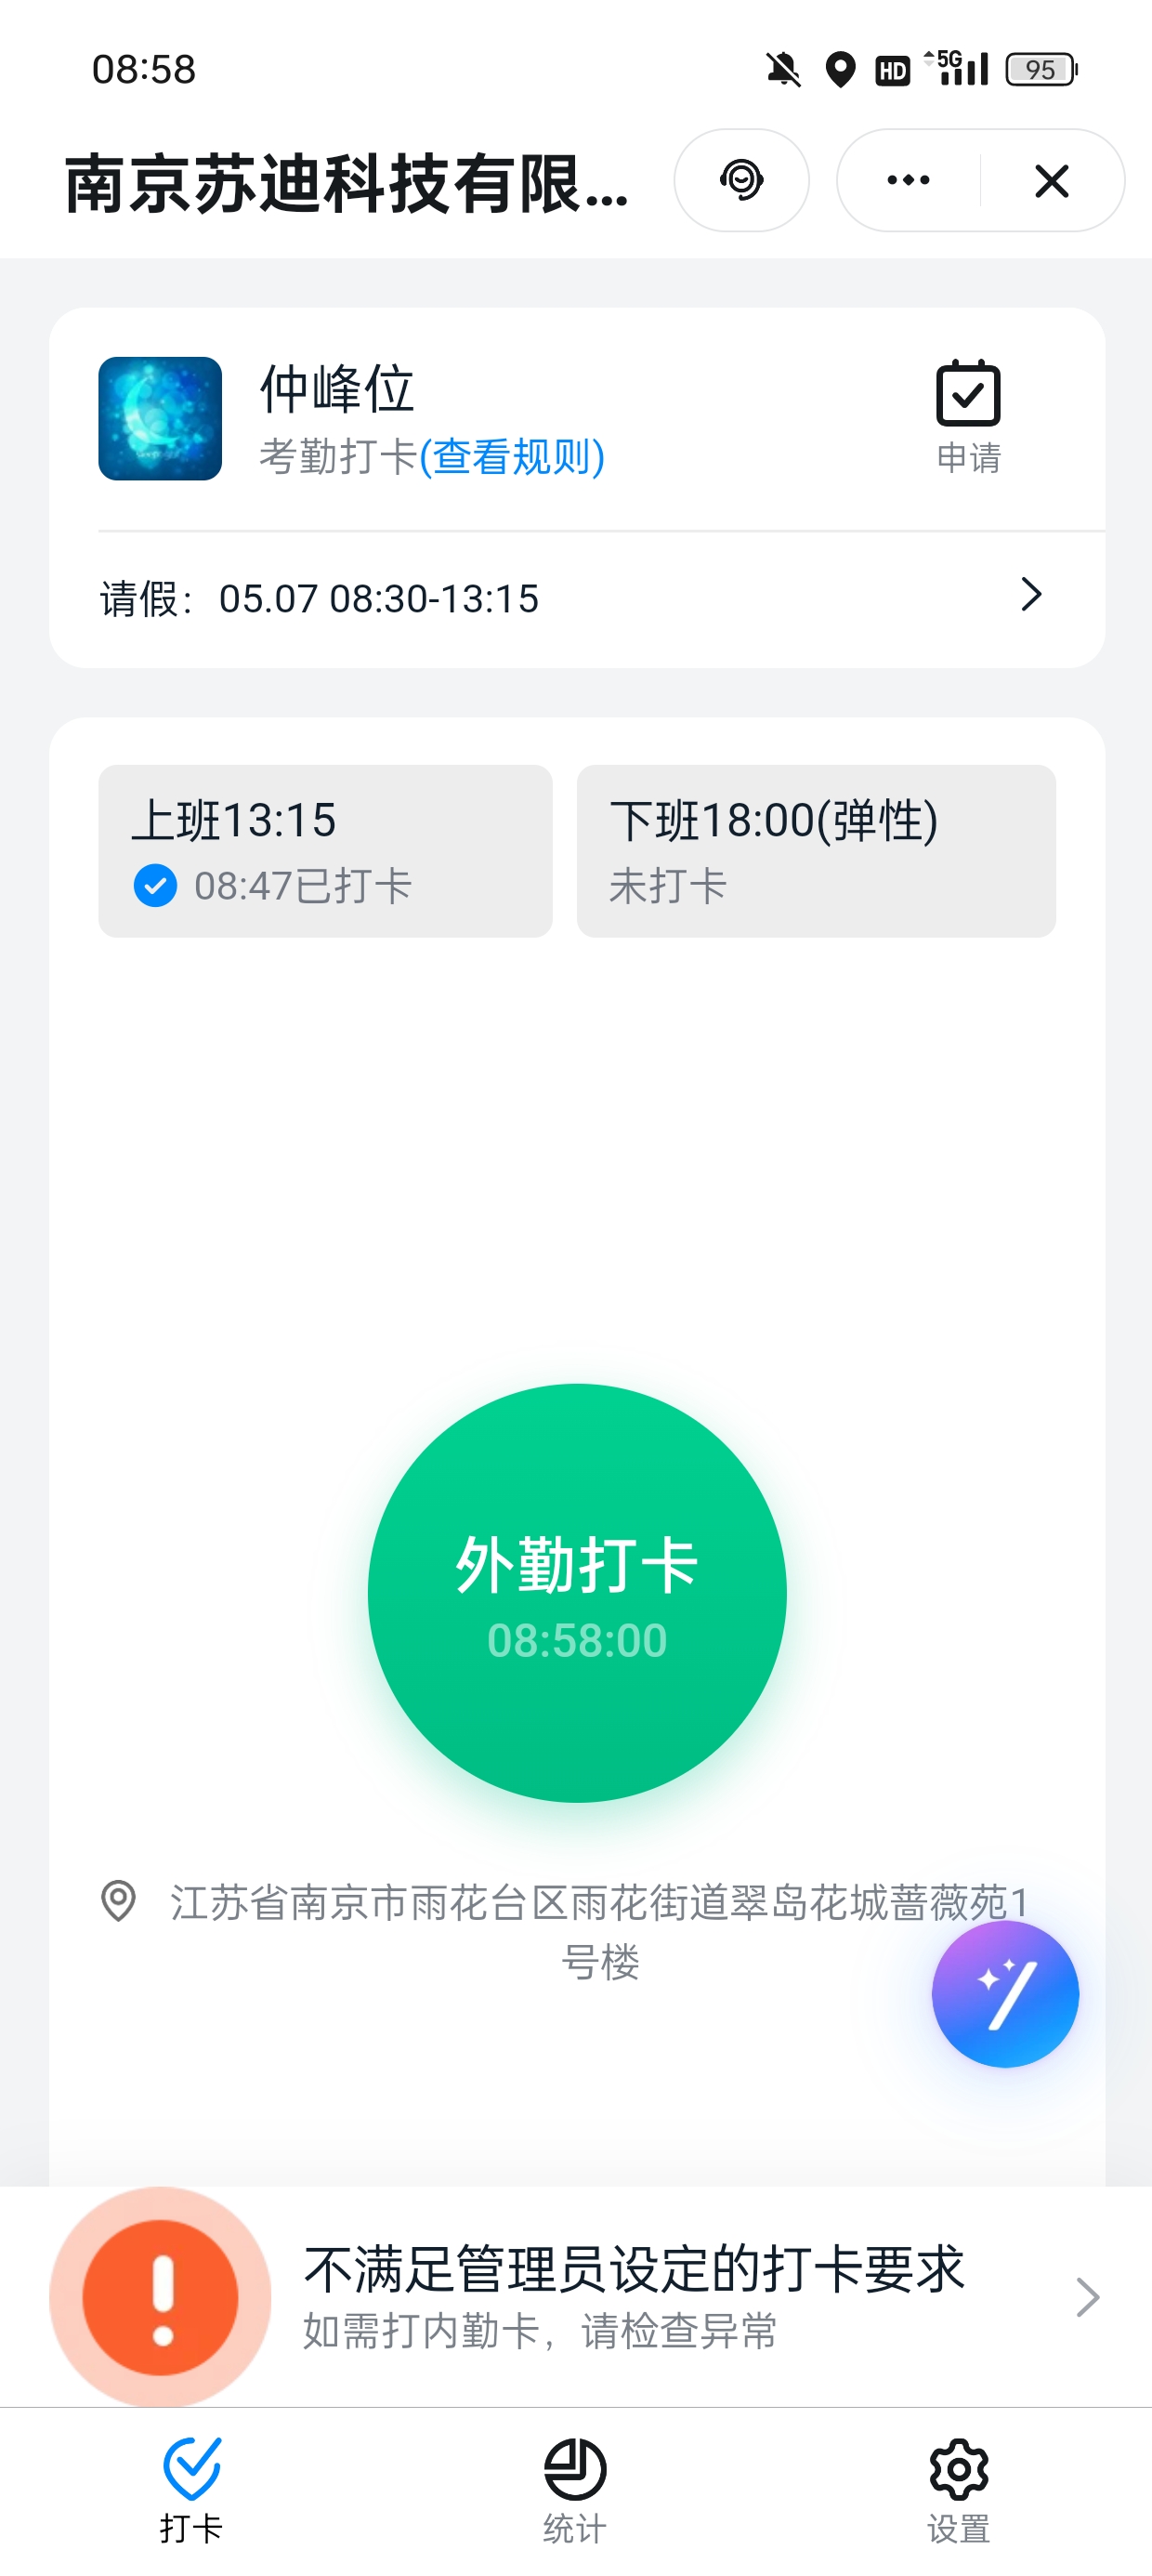 08:58
HD
5G
95
南京苏迪科技有限...
仲峰位
考勤打卡(查看规则)
申请
请假：05.07 08:30-13:15
上班13:15
08:47已打卡
下班18:00(弹性)
未打卡
外勤打卡
08:58:00
江苏省南京市雨花台区雨花街道翠岛花城蔷薇苑1
号楼
不满足管理员设定的打卡要求
如需打内勤卡，请检查异常
打卡
统计
设置